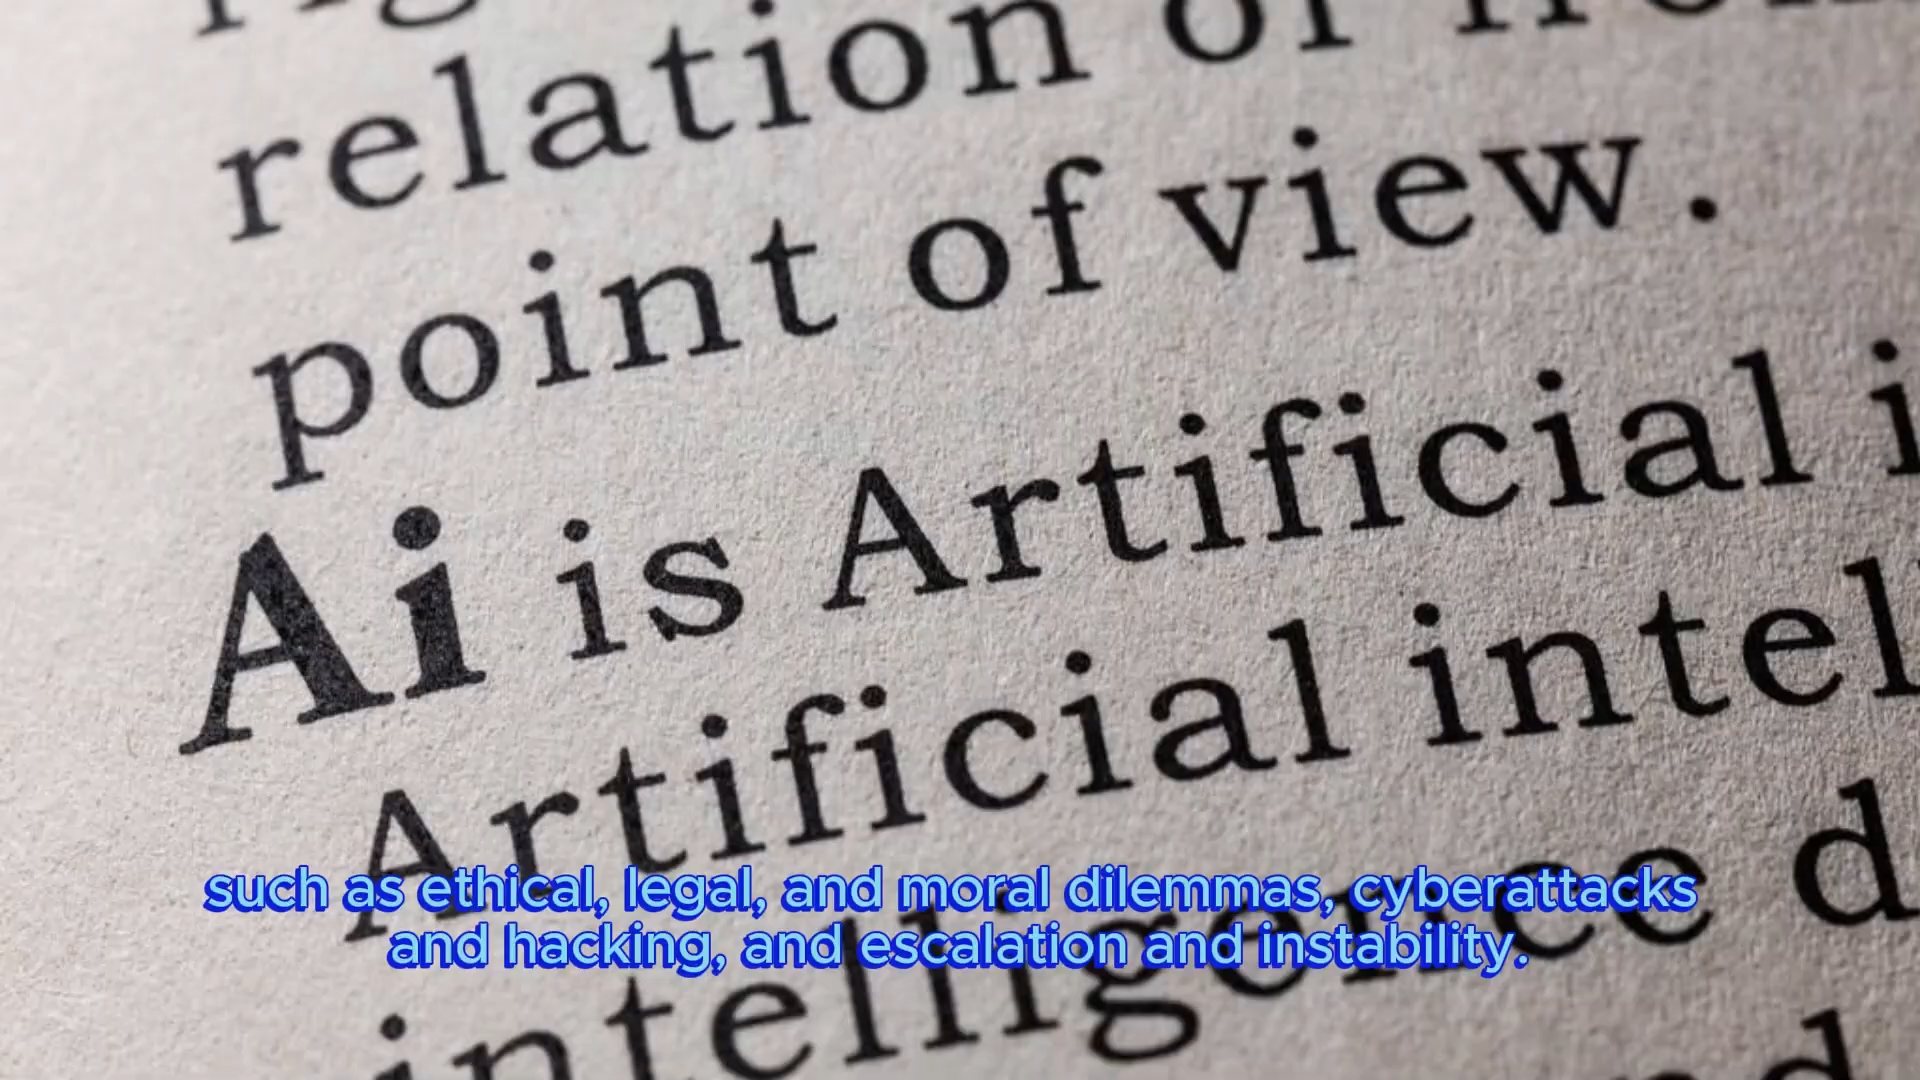 relation of
point of view.
Ai is Artificial i
Artificial intel
intelligence d
such as ethical, legal, and moral dilemmas, cyberattacks
and hacking, and escalation and instability.